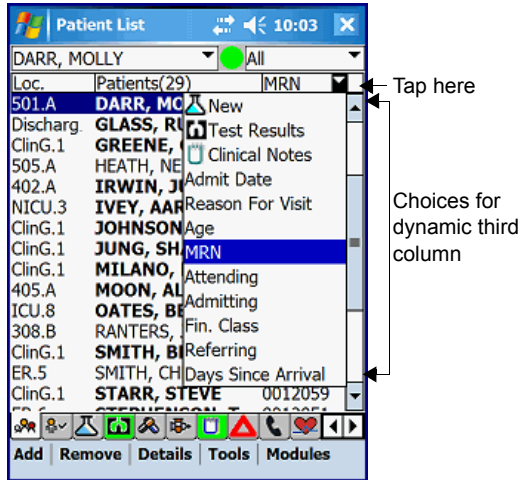 Patient List 10:03
DARR, MOLLY All
Loc. Patients(29) MRN
Tap here
501.A DARR, MO New
Discharg. GLASS, RU Test Results
ClinG.1 GREENE, Clinical Notes
505.A HEATH, NE Admit Date
402.A IRWIN, JU Reason For Visit
NICU.3 IVEY, AAR Age
ClinG.1 JOHNSON MRN
ClinG.1 JUNG, SH Attending
ClinG.1 MILANO, Admitting
405.A MOON, AL Fin. Class
ICU.8 OATES, BE Referring
308.B RANTERS, Days Since Arrival
ClinG.1 SMITH, BR
ER.5 SMITH, CH
ClinG.1 STARR, STEVE 0012059
Choices for
dynamic third
column
Add Remove Details Tools Modules